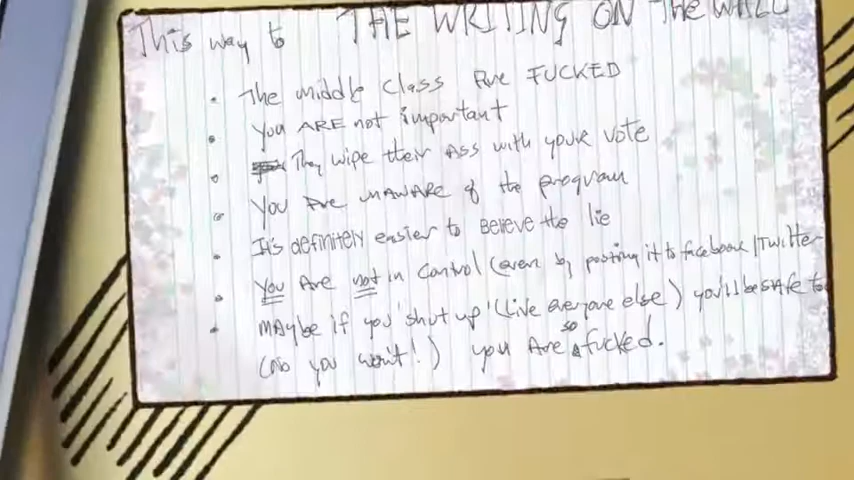 This way to THE WRITING ON The WALL
The middle class Are FUCKED
You ARE not important
They wipe their Ass with your vote
You Are unAWARE of the program
It's definitely easier to Believe the lie
You Are not in control (even by posting it to facebook/Twitter
MAybe if you 'shut up' (Live everyone else) you'll be safe to
(No you won't!) you Are so fucked.